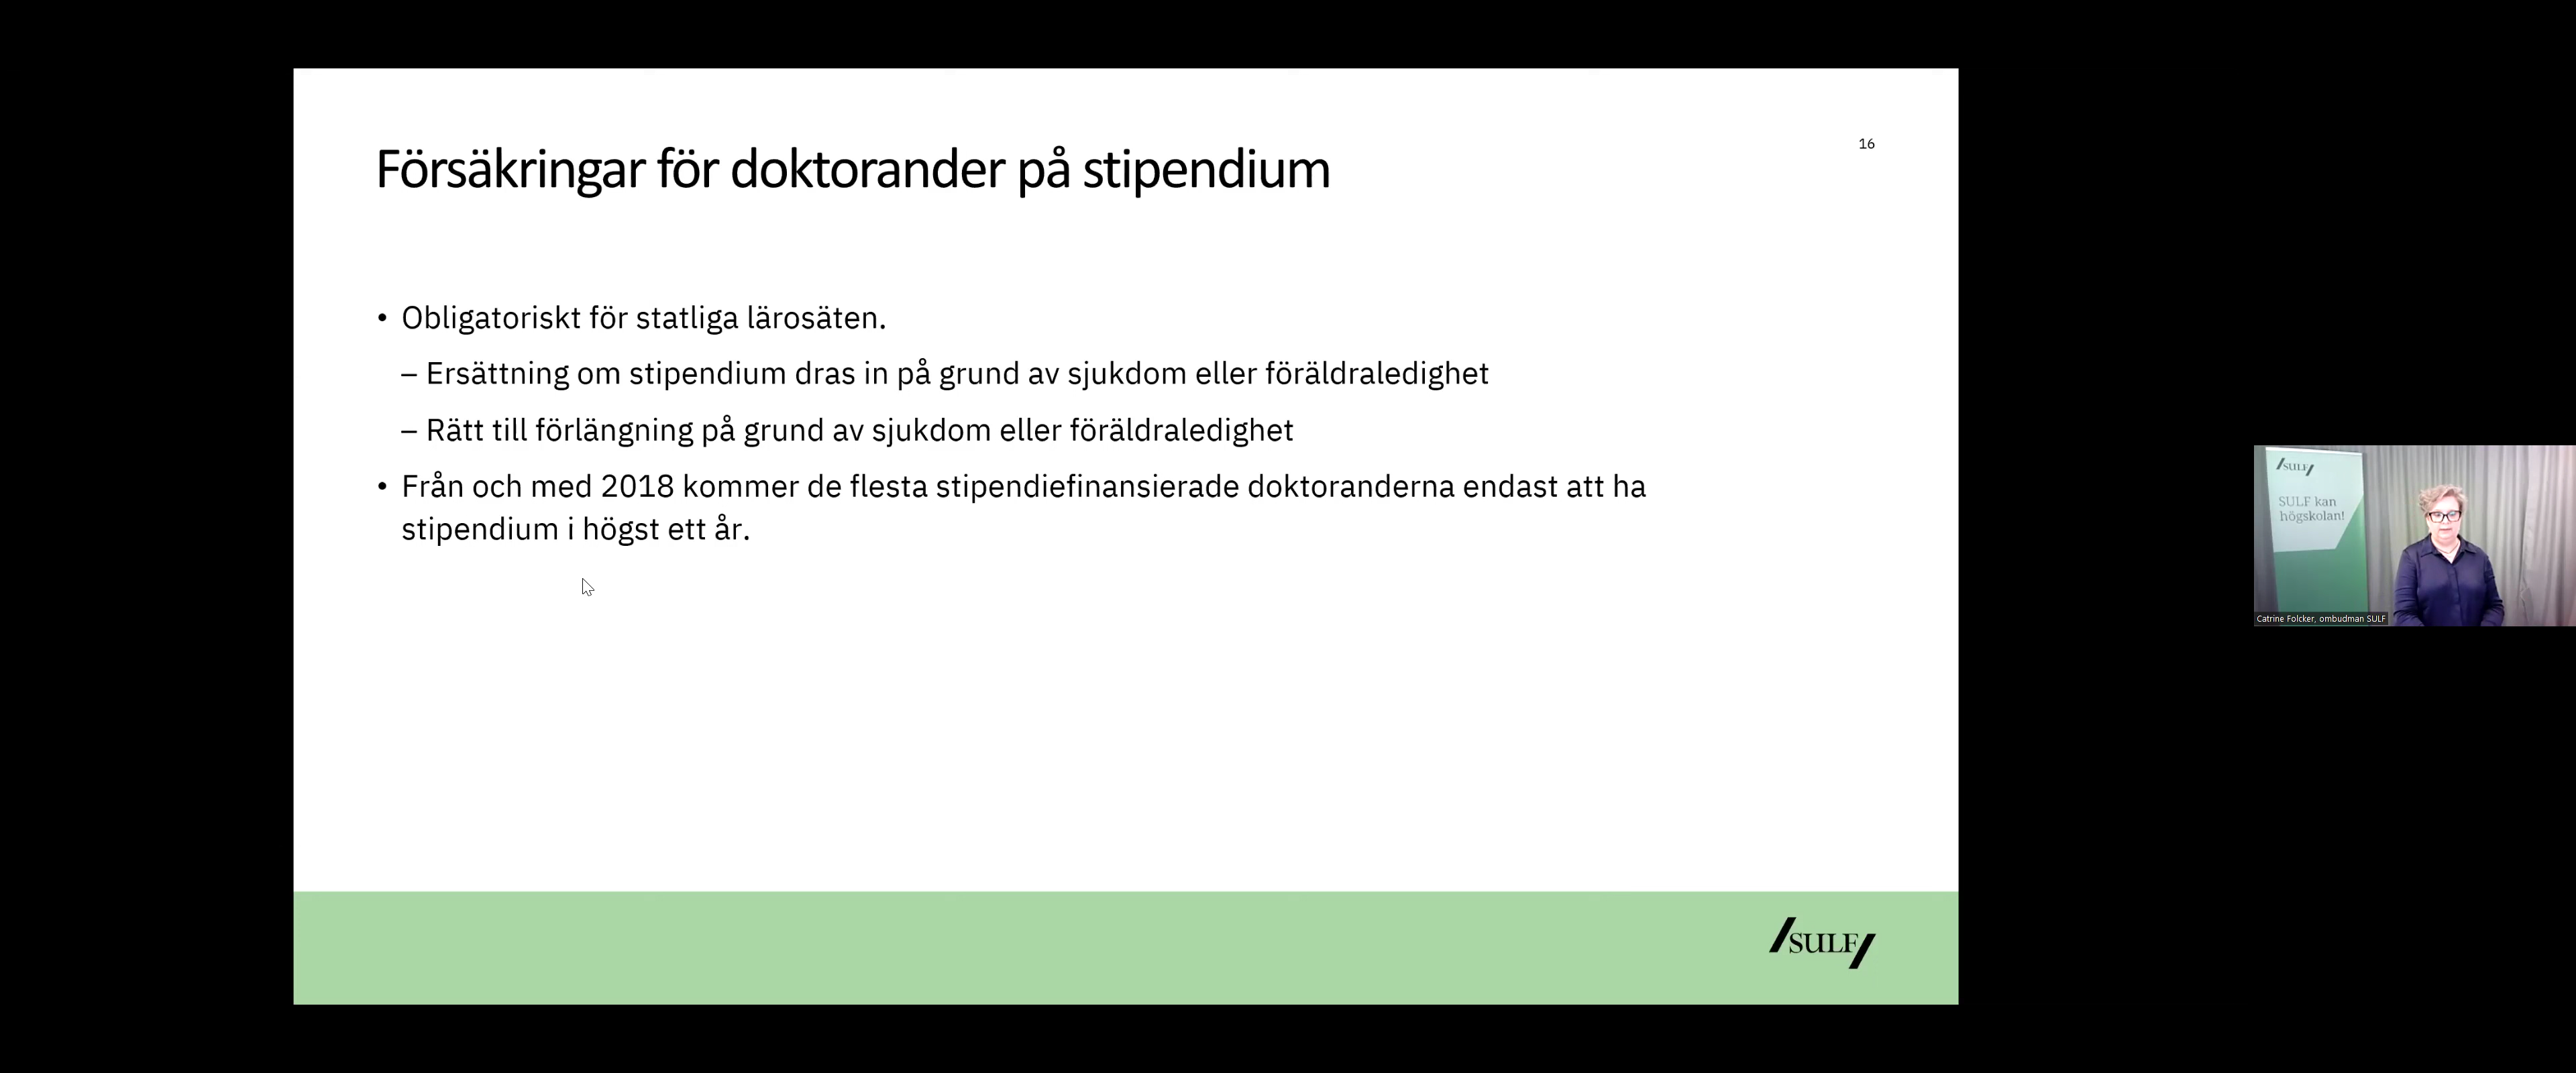 Försäkringar för doktorander på stipendium
16
• Obligatoriskt för statliga lärosäten.
– Ersättning om stipendium dras in på grund av sjukdom eller föräldraledighet
– Rätt till förlängning på grund av sjukdom eller föräldraledighet
• Från och med 2018 kommer de flesta stipendiefinansierade doktoranderna endast att ha
stipendium i högst ett år.
/SULF/
/SULF/
SULF kan
högskolan!
Catrine Folcker, ombudman SULF